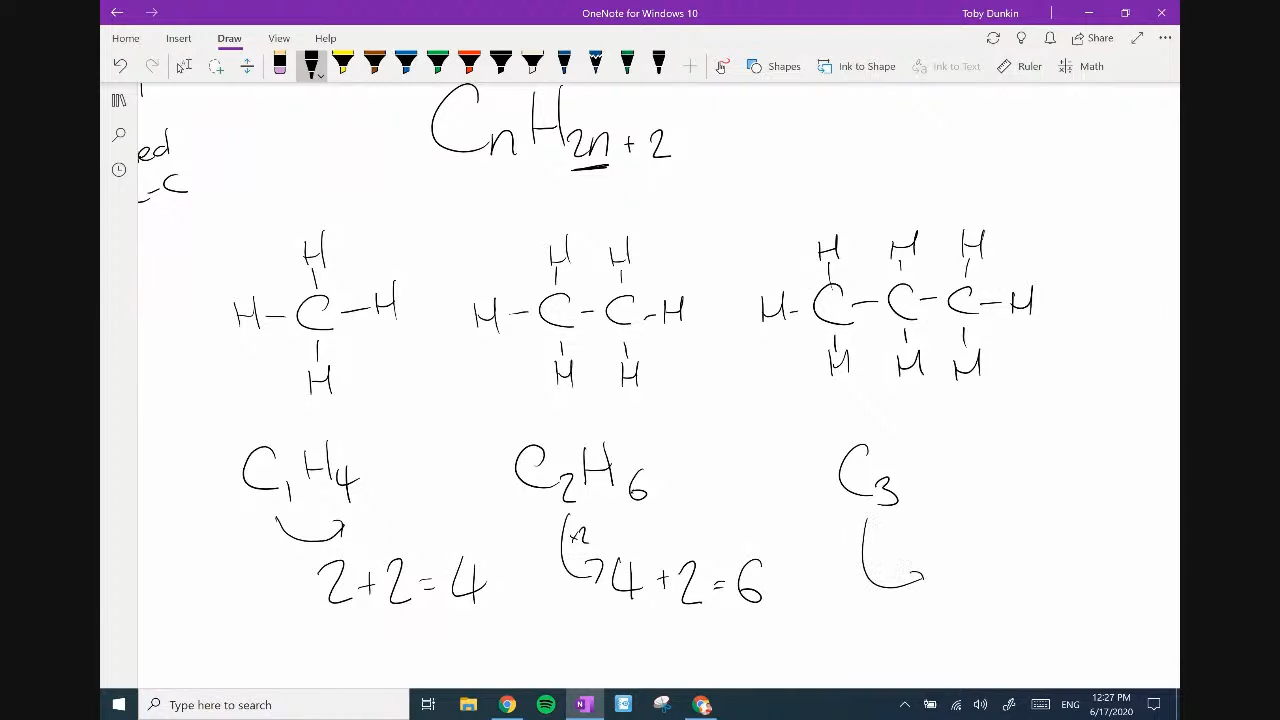 OneNote for Windows 10
Toby Dunkin
Home Insert Draw View Help
Share
Shapes Ink to Shape Ink to Text Ruler Math
CnH2n+2
ed
=C
H H H H H H
H-C-H H-C-C-H H-C-C-C-H
H H H H H H
C1H4 C2H6 C3
x2
2+2=4 4+2=6
Type here to search
ENG
12:27 PM
6/17/2020